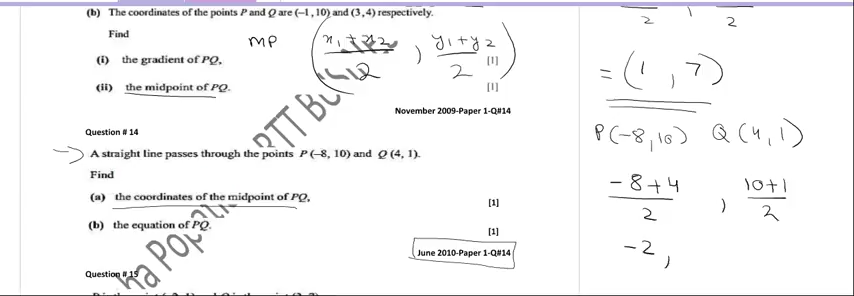 (b) The coordinates of the points P and Q are (−1, 10) and (3, 4) respectively.
Find
MP (x₁ + x₂ / 2 , y₁ + y₂ / 2)
(i) the gradient of PQ, [1]
(ii) the midpoint of PQ. [1]
November 2009-Paper 1-Q#14
Question # 14
A straight line passes through the points P (−8, 10) and Q (4, 1).
Find
(a) the coordinates of the midpoint of PQ, [1]
(b) the equation of PQ. [1]
June 2010-Paper 1-Q#14
Question # 15
2 , 2
= (1 , 7)
P(−8,10) Q(4,1)
−8+4 / 2 , 10+1 / 2
−2,